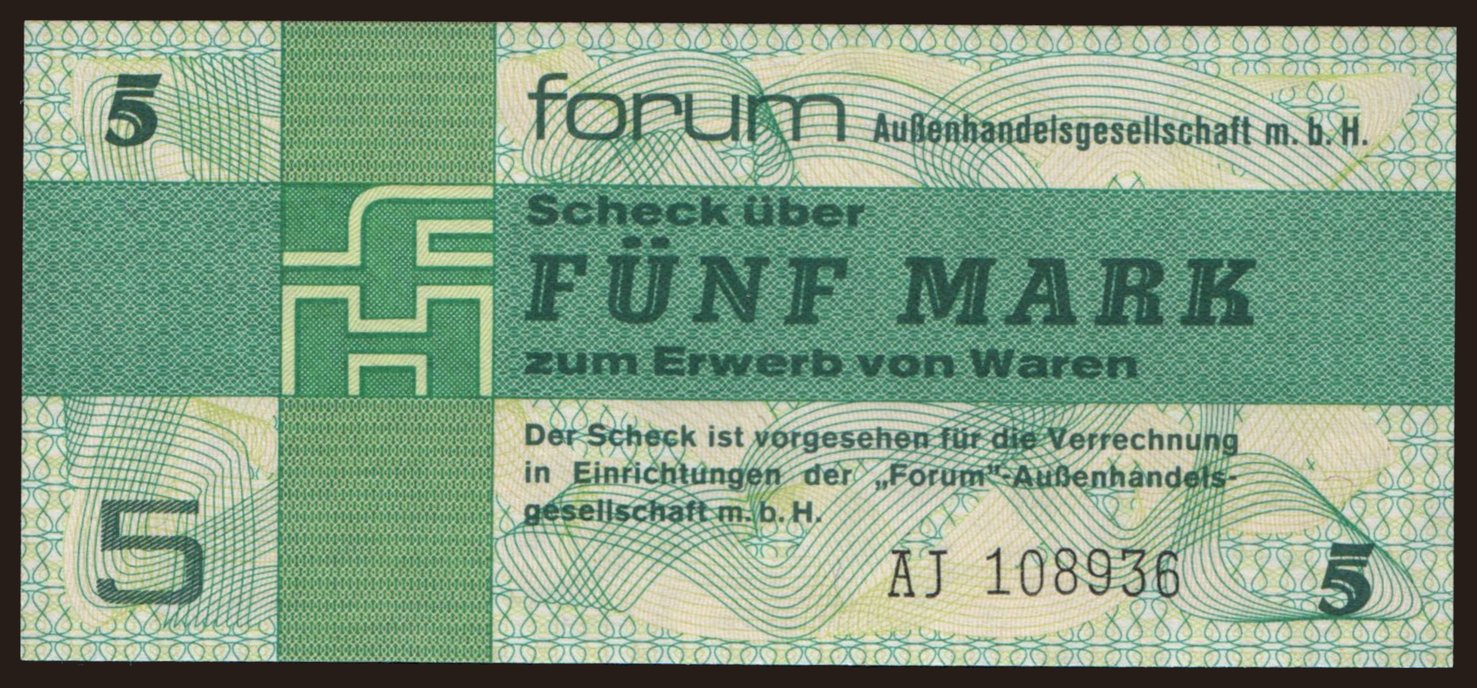 5
forum Außenhandelsgesellschaft m. b. H.
Scheck über
FÜNF MARK
zum Erwerb von Waren
Der Scheck ist vorgesehen für die Verrechnung
in Einrichtungen der „Forum"-Außenhandels-
gesellschaft m. b. H.
5
AJ 108936
5